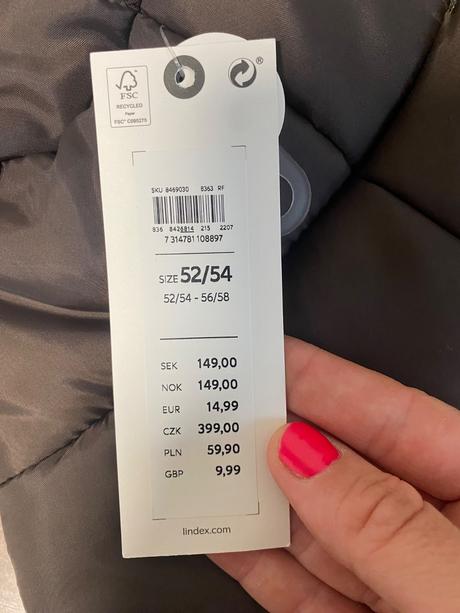 ®
FSC
RECYCLED
Paper
FSC® C095275
SKU 8469030 8363 RF
836 8426814 215 2207
7 314781 108897
SIZE 52/54
52/54 - 56/58
SEK 149,00
NOK 149,00
EUR 14,99
CZK 399,00
PLN 59,90
GBP 9,99
lindex.com